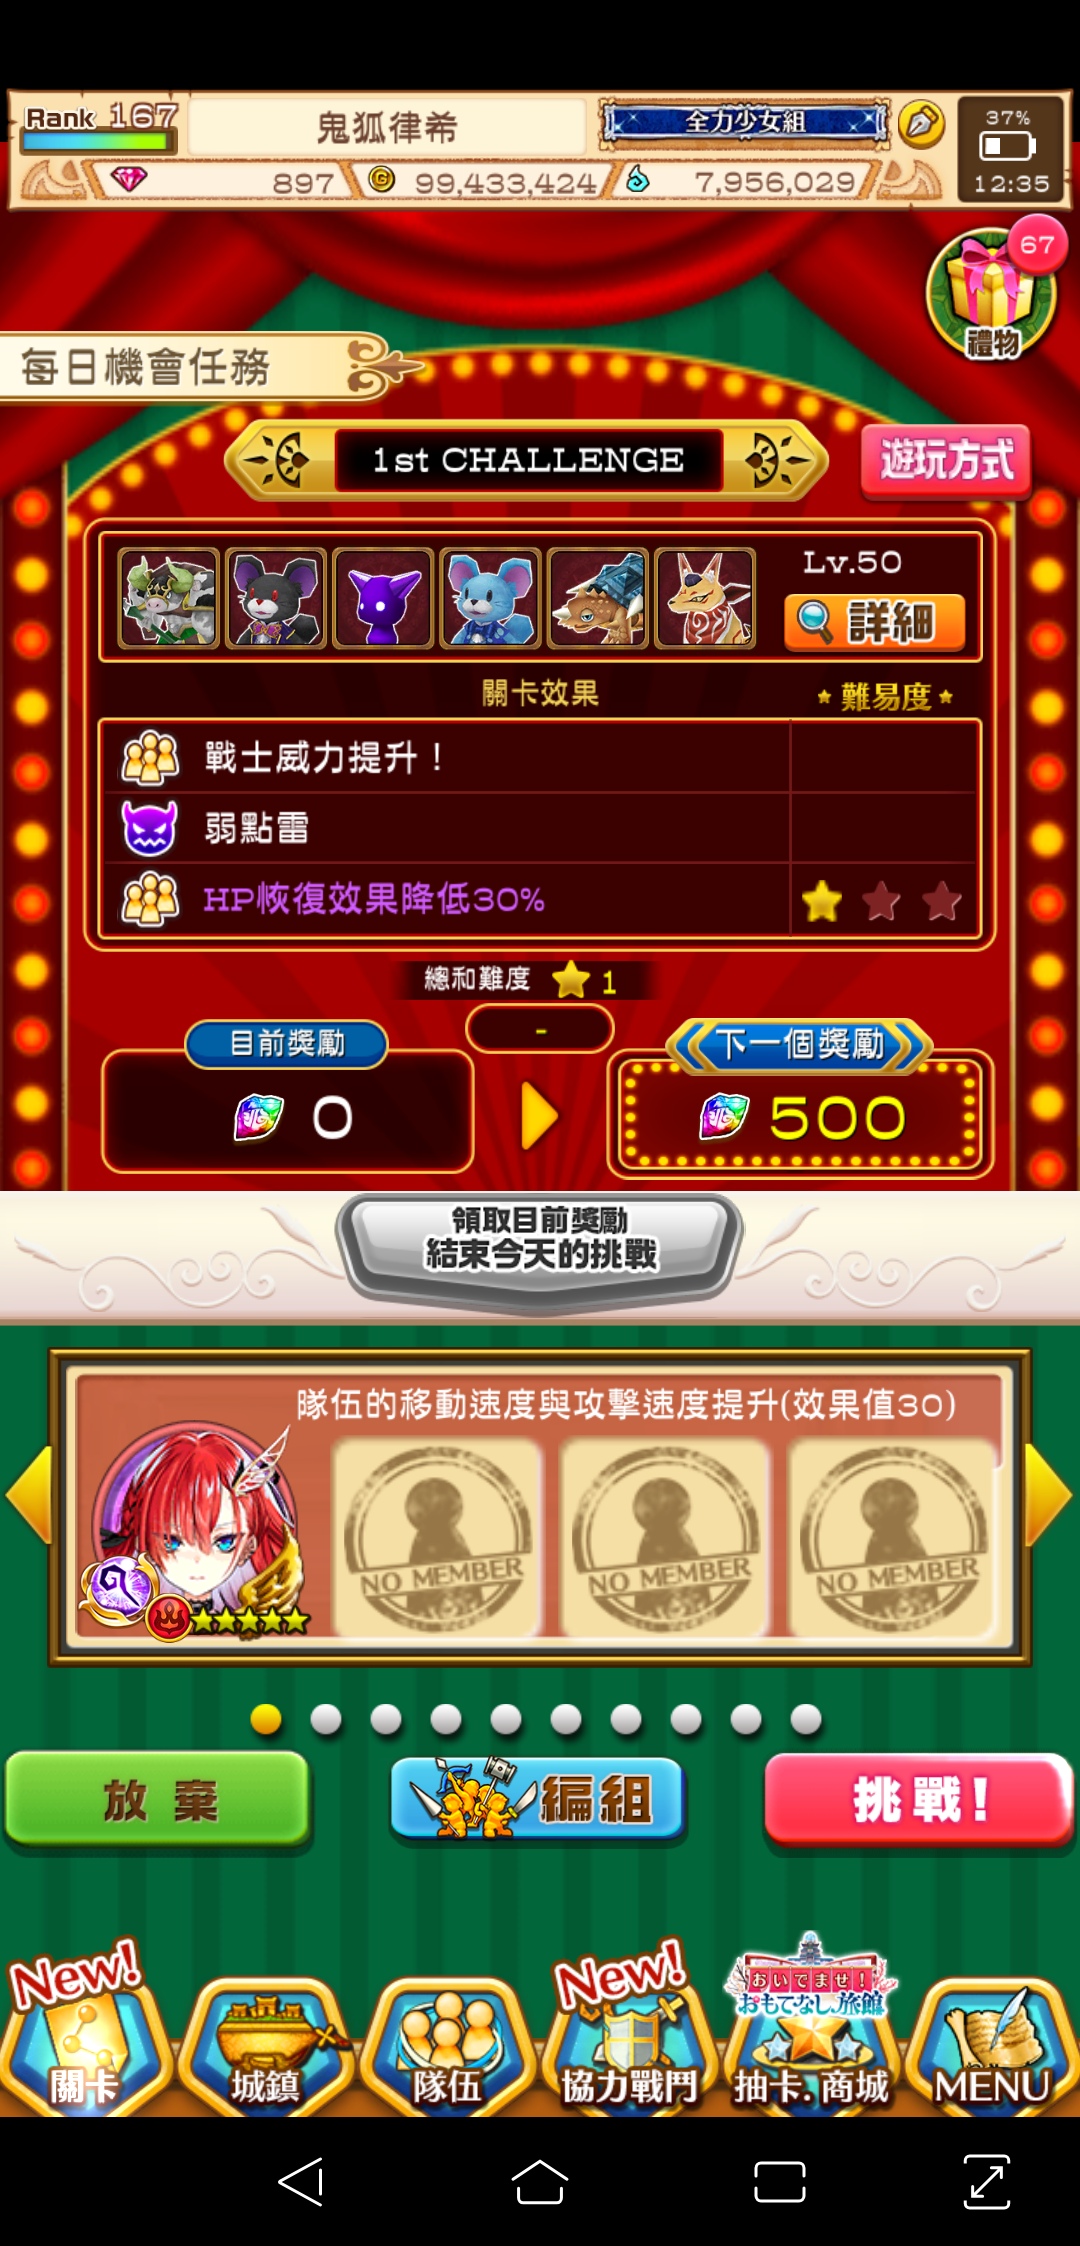 Rank 167
鬼狐律希
全力少女組
37%
897
99,433,424
7,956,029
12:35
67
禮物
每日機會任務
1st CHALLENGE
遊玩方式
Lv.50
詳細
關卡效果
難易度
戰士威力提升！
弱點雷
HP恢復效果降低30%
總和難度 1
目前獎勵
-
下一個獎勵
0
500
領取目前獎勵
結束今天的挑戰
隊伍的移動速度與攻擊速度提升(效果值30)
NO MEMBER
NO MEMBER
NO MEMBER
放棄
編組
挑戰!
New!
關卡
城鎮
隊伍
New!
協力戰鬥
おいでませ!
おもてなし旅館
抽卡.商城
MENU